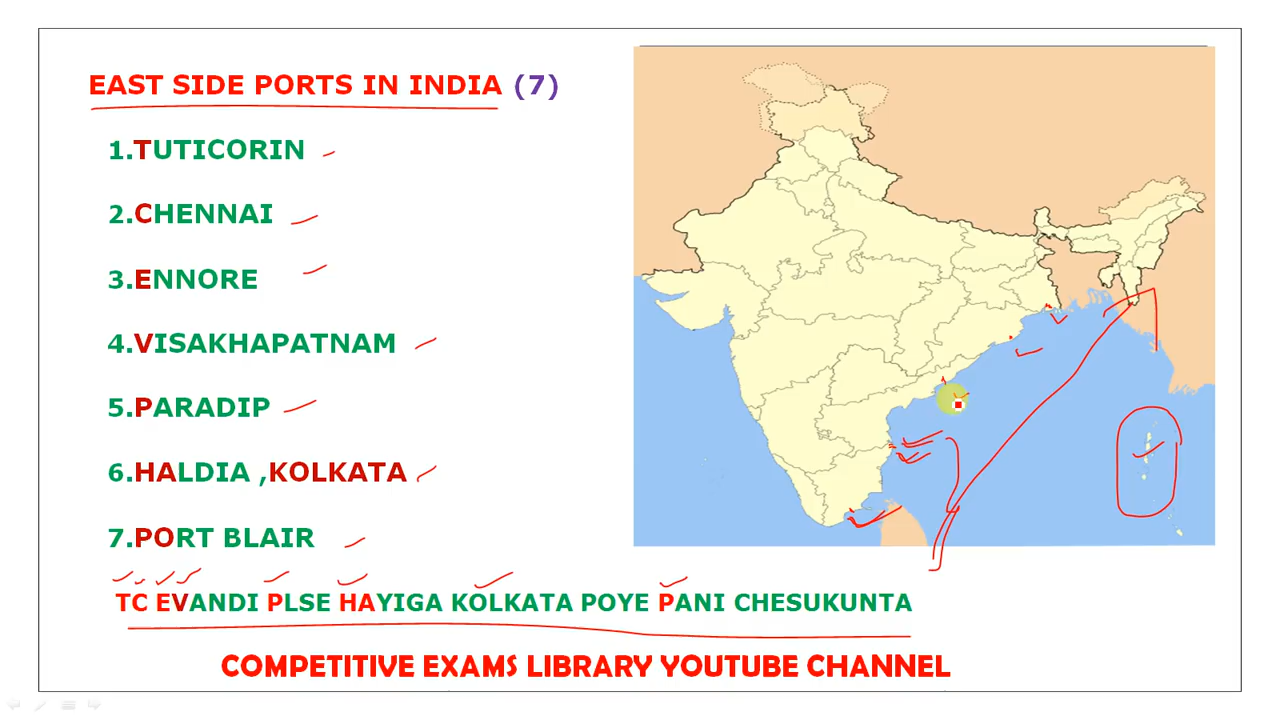 EAST SIDE PORTS IN INDIA (7)
1.TUTICORIN
2.CHENNAI
3.ENNORE
4.VISAKHAPATNAM
5.PARADIP
6.HALDIA ,KOLKATA
7.PORT BLAIR
TC EVANDI PLSE HAYIGA KOLKATA POYE PANI CHESUKUNTA
COMPETITIVE EXAMS LIBRARY YOUTUBE CHANNEL